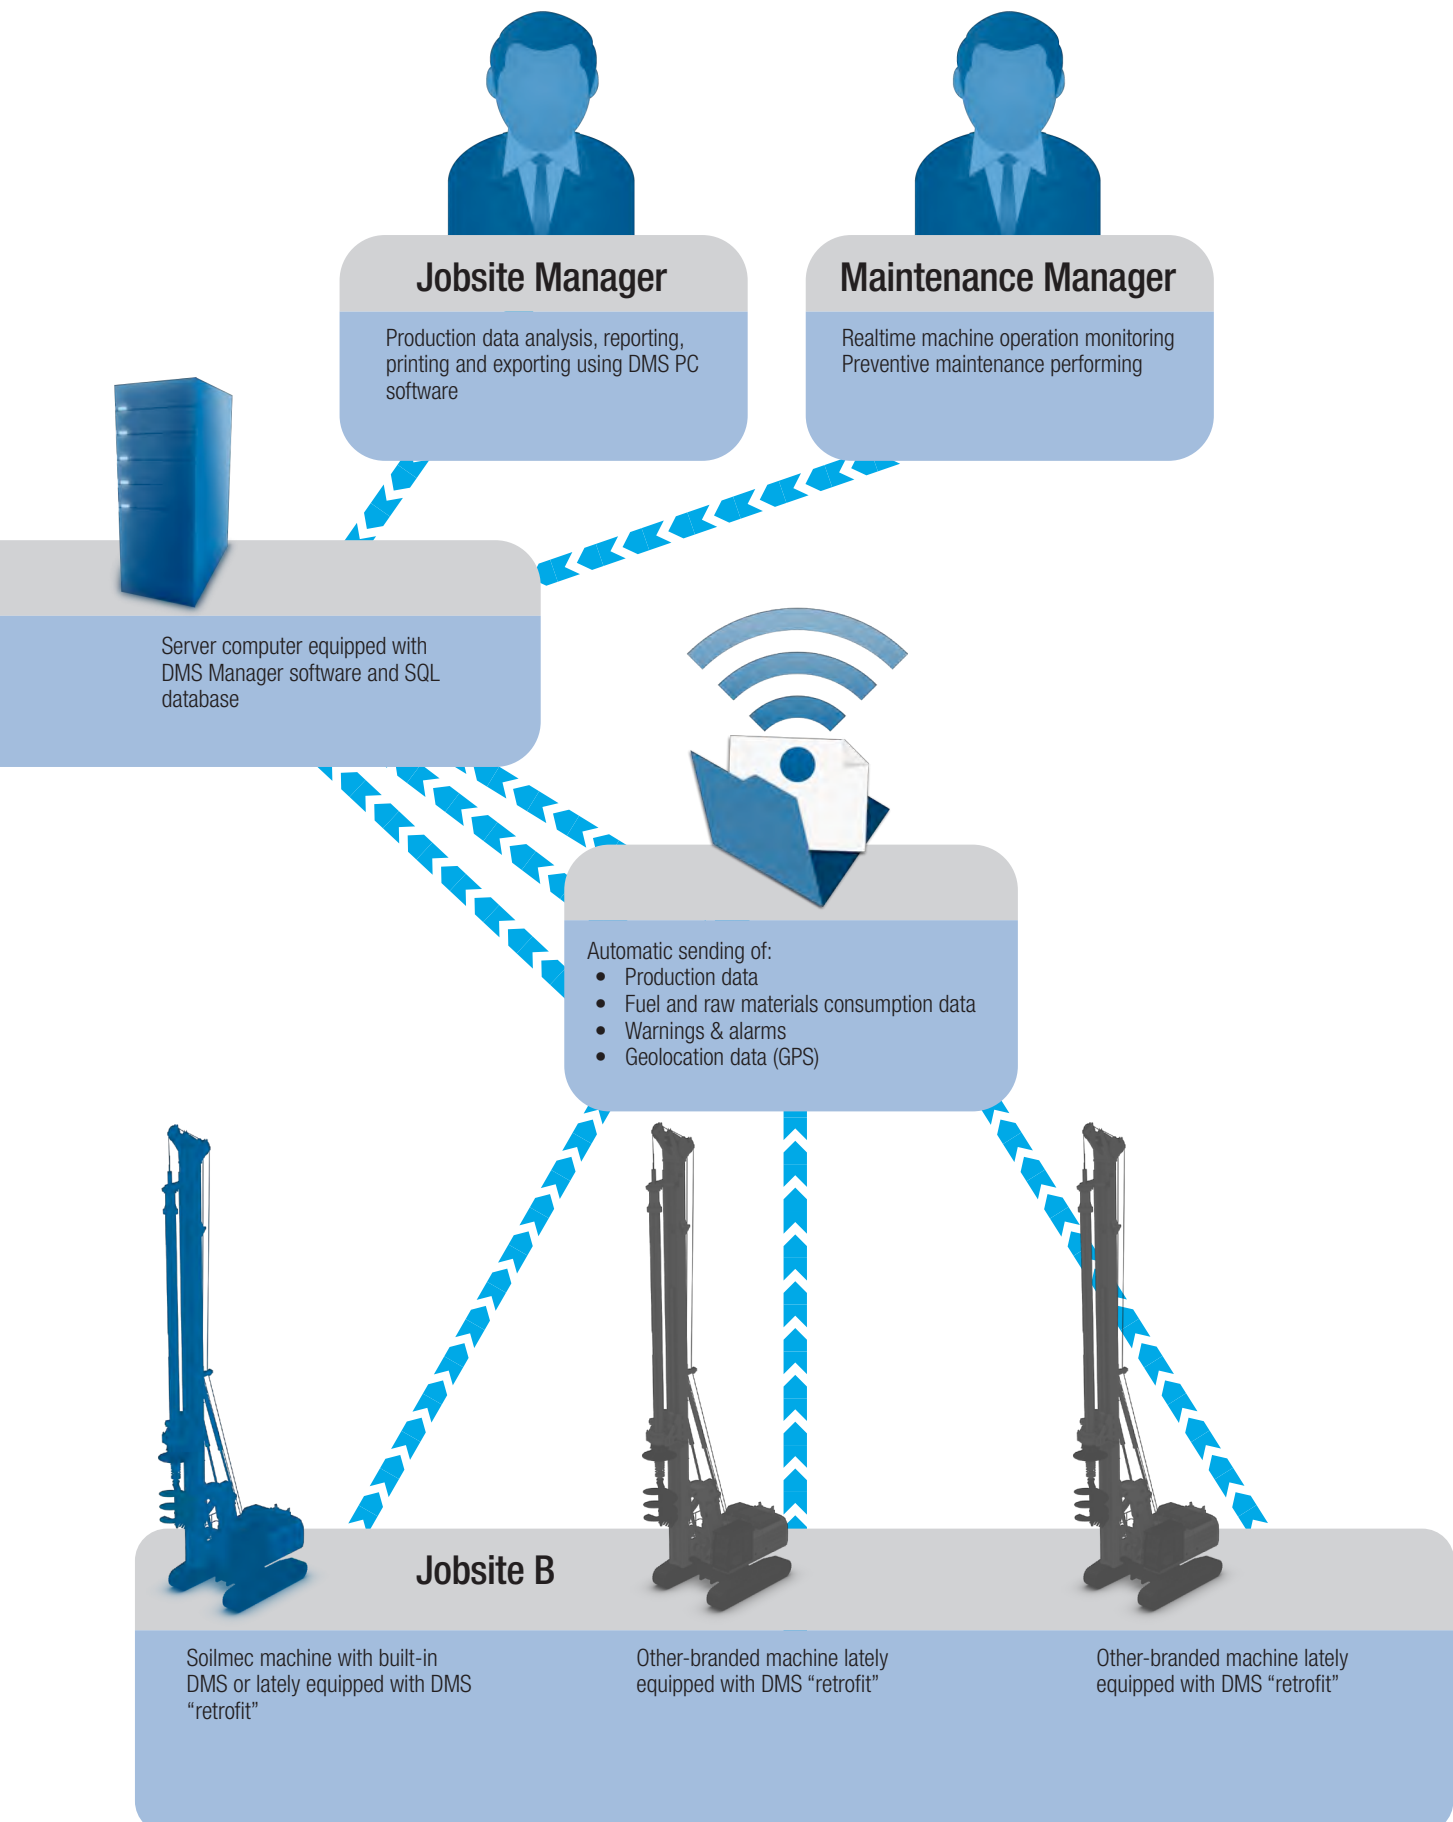 Jobsite Manager
Production data analysis, reporting,
printing and exporting using DMS PC
software
Maintenance Manager
Realtime machine operation monitoring
Preventive maintenance performing
Server computer equipped with
DMS Manager software and SQL
database
Automatic sending of:
• Production data
• Fuel and raw materials consumption data
• Warnings & alarms
• Geolocation data (GPS)
Jobsite B
Soilmec machine with built-in
DMS or lately equipped with DMS
“retrofit”
Other-branded machine lately
equipped with DMS “retrofit”
Other-branded machine lately
equipped with DMS “retrofit”